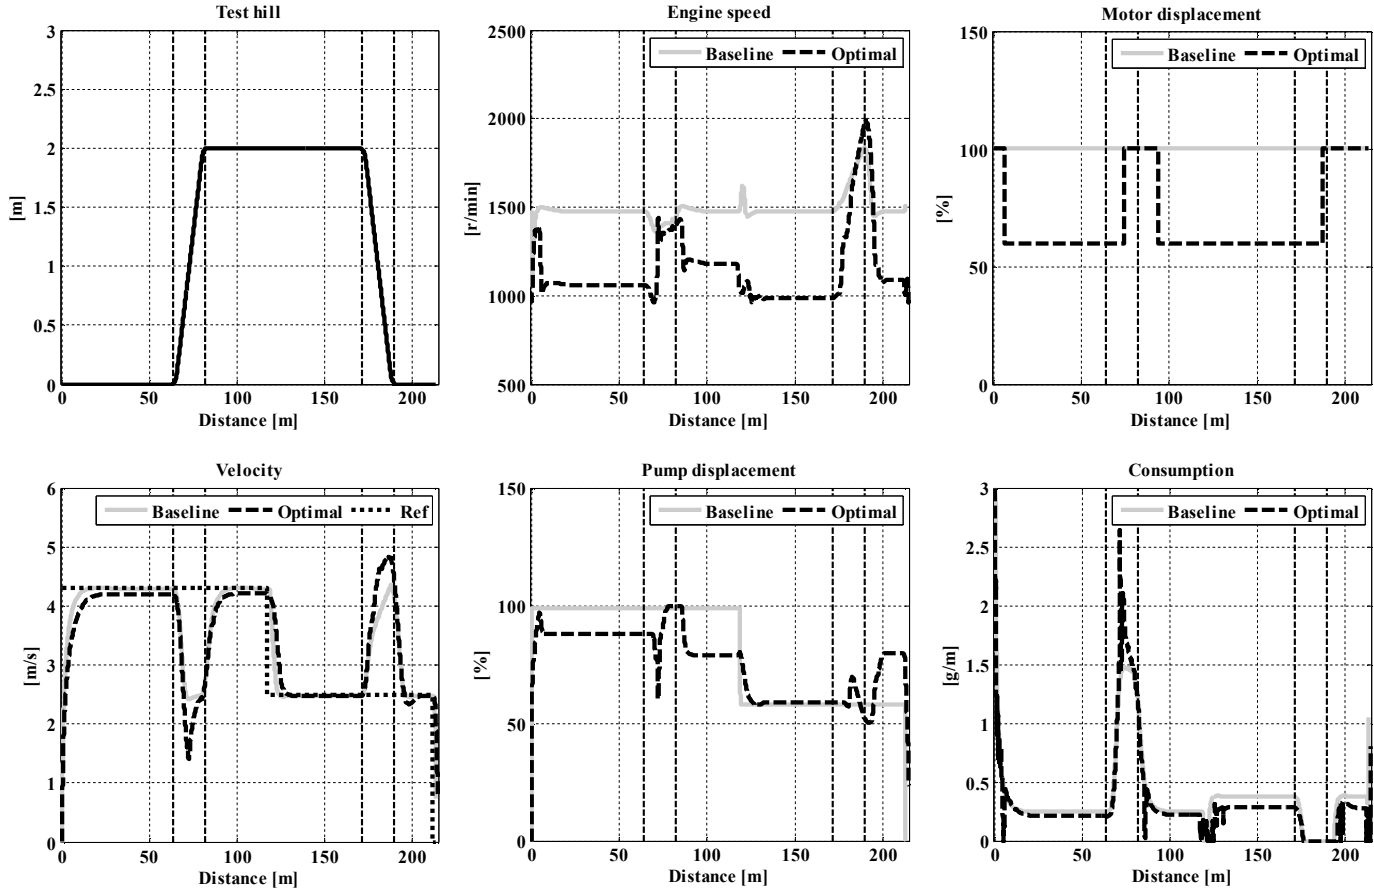 Test hill
3
2.5
2
1.5
1
0.5
0
[m]
0 50 100 150 200
Distance [m]
Engine speed
2500
2000
1500
1000
500
[r/min]
Baseline Optimal
0 50 100 150 200
Distance [m]
Motor displacement
150
100
50
0
[%]
Baseline Optimal
0 50 100 150 200
Distance [m]
Velocity
6
5
4
3
2
1
0
[m/s]
Baseline Optimal Ref
0 50 100 150 200
Distance [m]
Pump displacement
150
100
50
0
[%]
Baseline Optimal
0 50 100 150 200
Distance [m]
Consumption
3
2.5
2
1.5
1
0.5
0
[g/m]
Baseline Optimal
0 50 100 150 200
Distance [m]